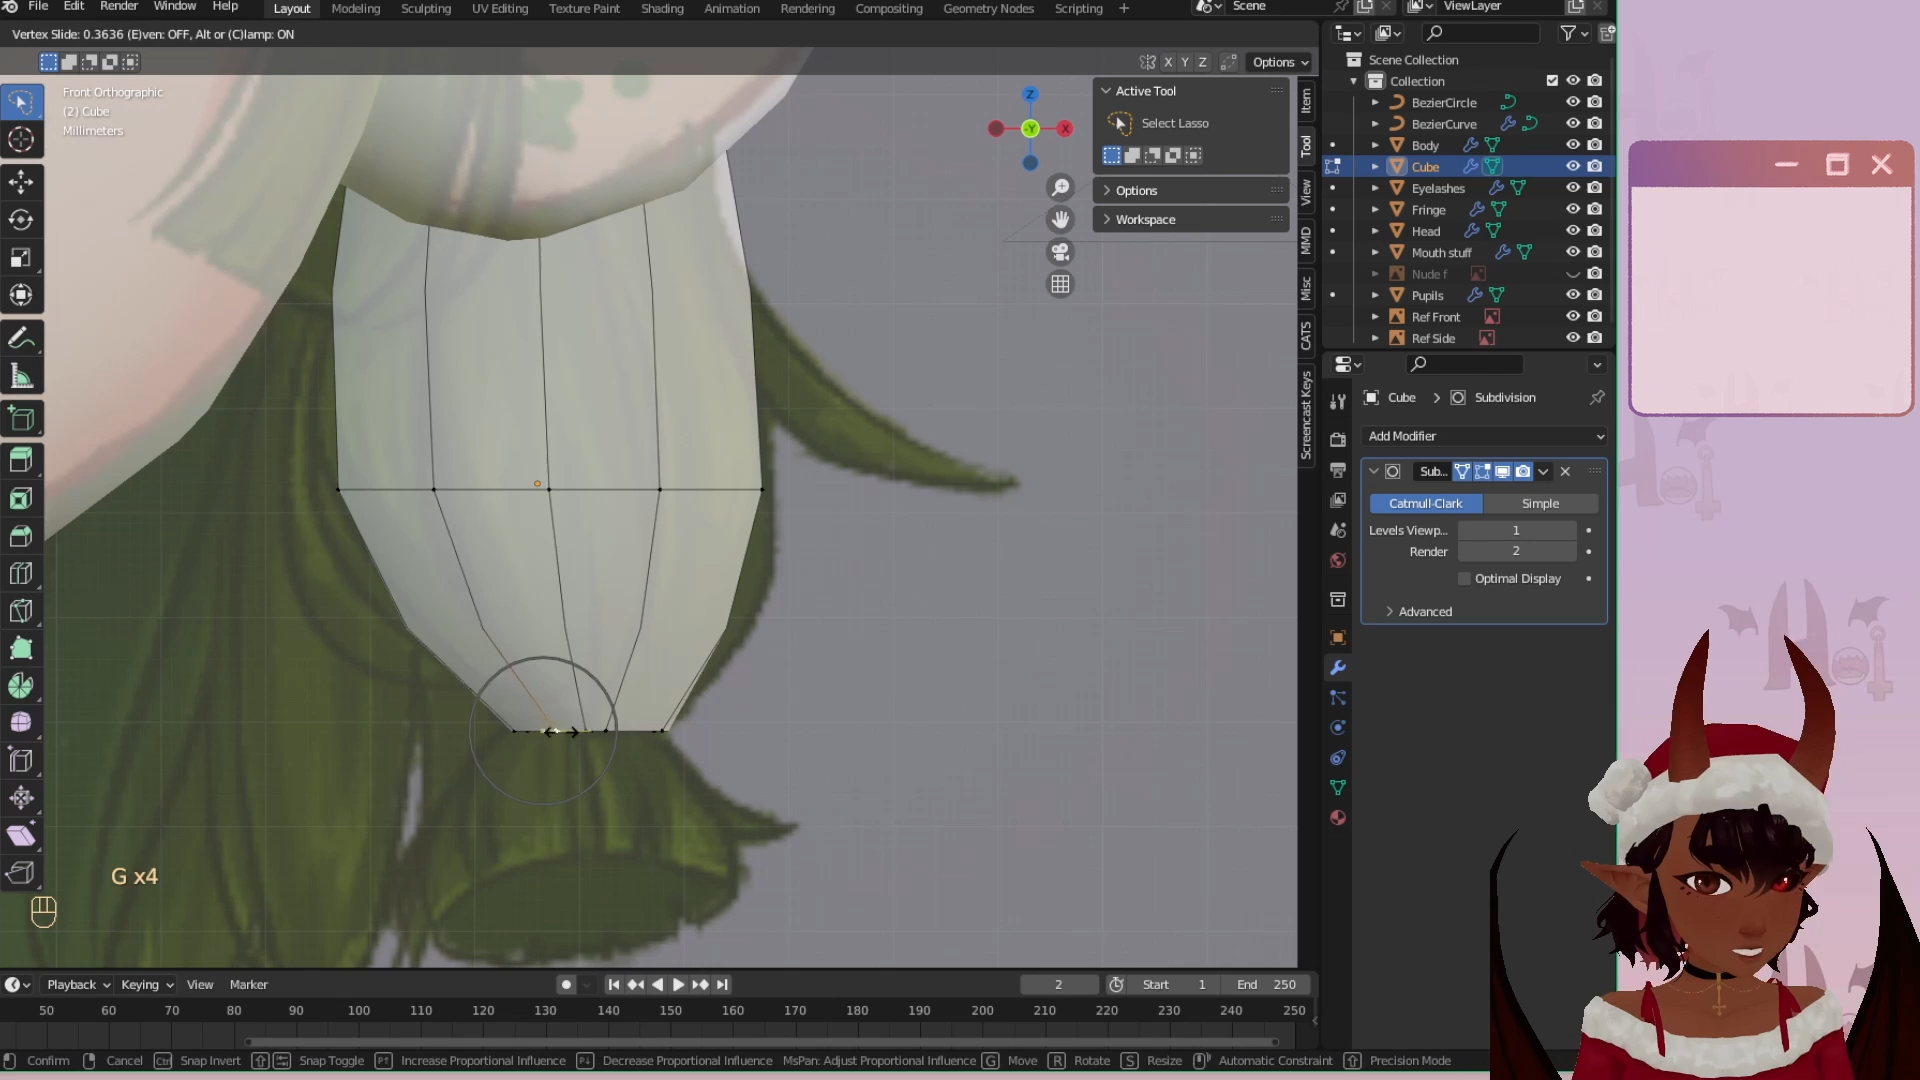 File Edit Render Window Help
Layout Modeling Sculpting UV Editing Texture Paint Shading Animation Rendering Compositing Geometry Nodes Scripting
Scene ViewLayer
Vertex Slide: 0.3636 (E)ven: OFF, Alt or (C)lamp: ON
X Y Z Options
Front Orthographic
(2) Cube
Millimeters
Z
-Y
X
Active Tool
Select Lasso
Options
Workspace
Item
Tool
View
MMD
Misc
CATS
Screencast Keys
Scene Collection
Collection
BezierCircle
BezierCurve
Body
Cube
Eyelashes
Fringe
Head
Mouth stuff
Nude f
Pupils
Ref Front
Ref Side
Cube Subdivision
Add Modifier
Sub...
Catmull-Clark Simple
Levels Viewp... 1
Render 2
Optimal Display
Advanced
G x4
Playback Keying View Marker
2 Start 1 End 250
50 60 70 80 90 100 110 120 130 140 150 160 170 180 190 200 210 220 230 240 250
Confirm Cancel Ctrl Snap Invert Snap Toggle Increase Proportional Influence Decrease Proportional Influence MsPan: Adjust Proportional Influence G Move R Rotate S Resize Automatic Constraint Precision Mode